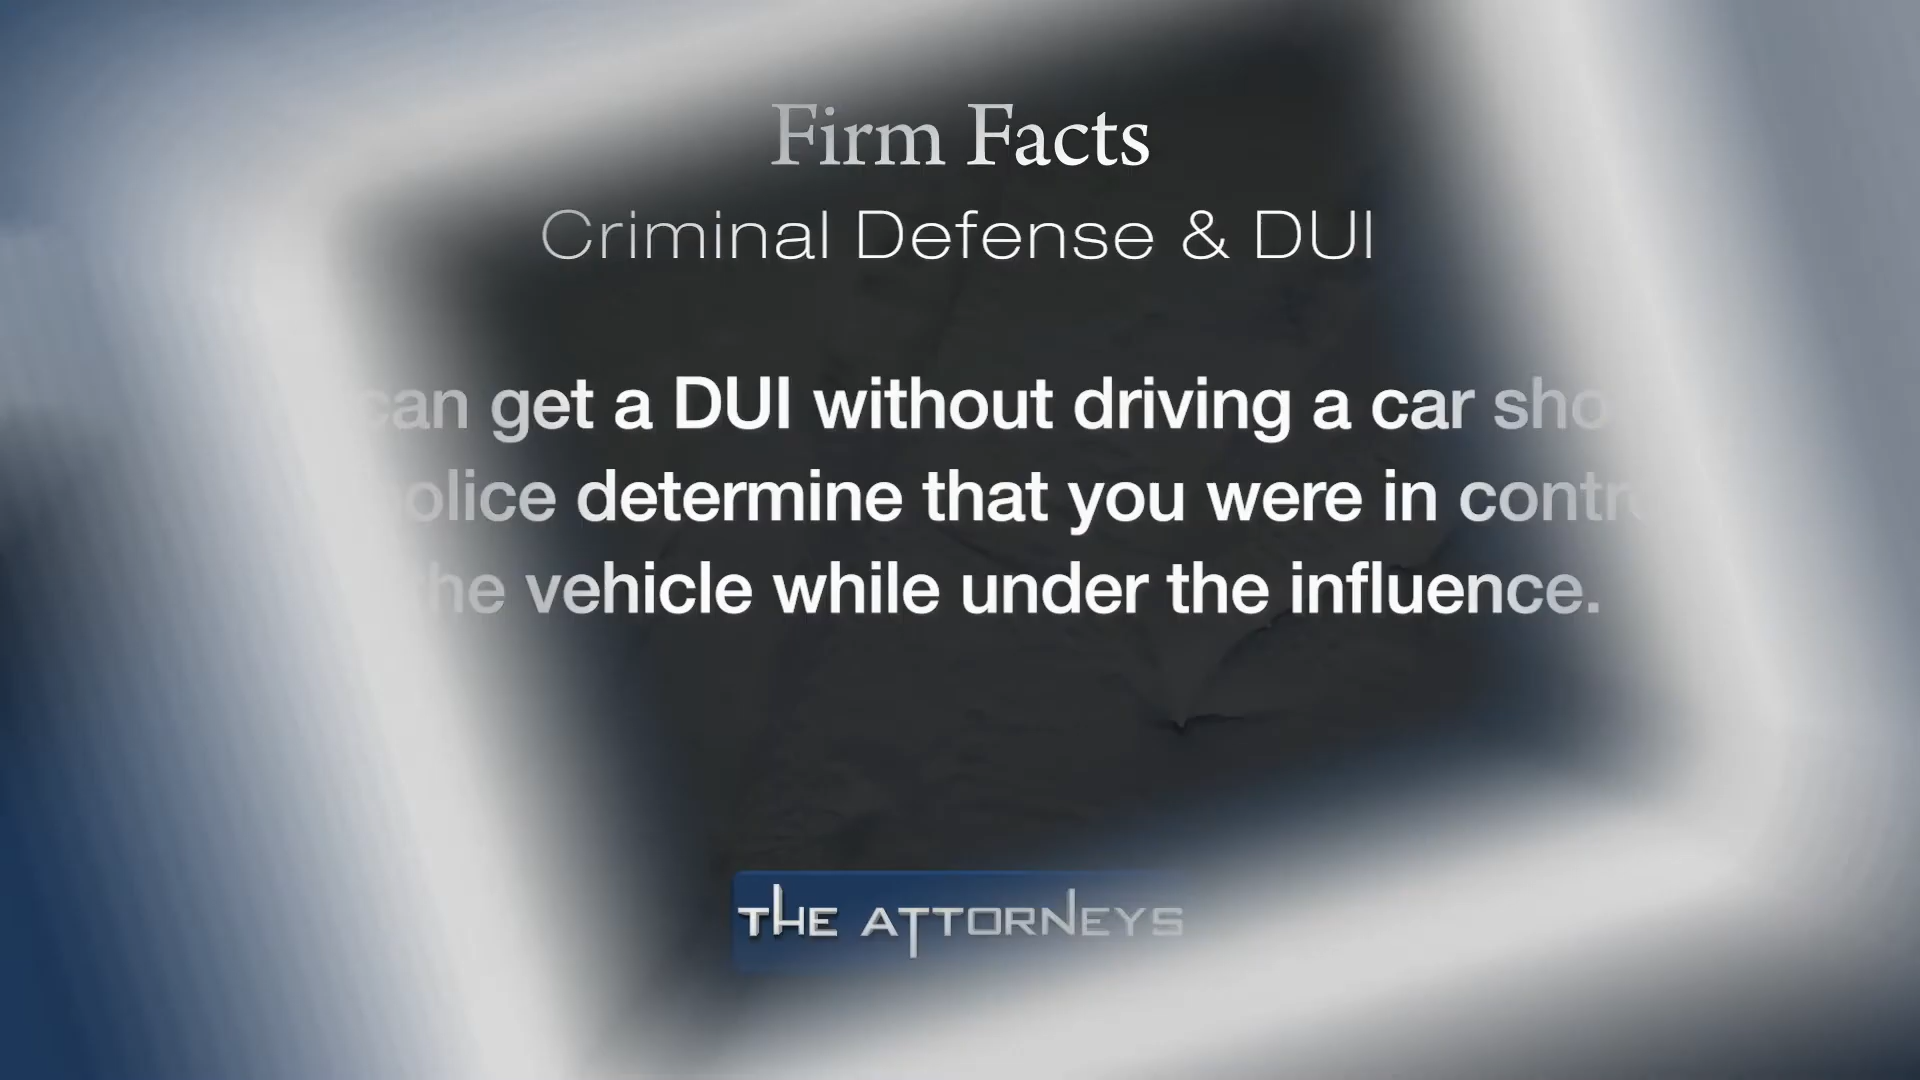 Firm Facts
Criminal Defense & DUI
can get a DUI without driving a car
determine that you were in
vehicle while under the influence.
THE ATTORNEYS